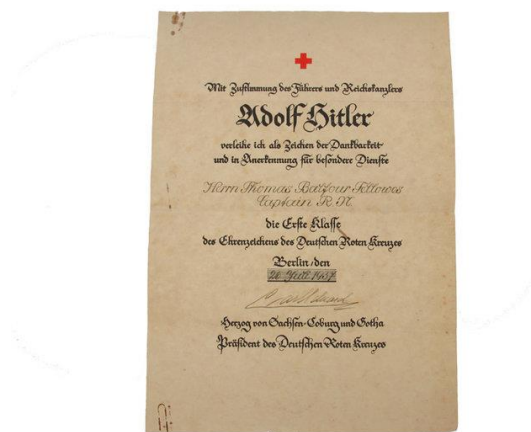 Mit Zustimmung des Führers und Reichskanzlers
Adolf Hitler
verleihe ich als Zeichen der Dankbarkeit
und in Anerkennung für besondere Dienste
Herrn Thomas Balfour Fellowes
Captain R. N.
die Erste Klasse
des Ehrenzeichens des Deutschen Roten Kreuzes
Berlin, den
1937
Herzog von Sachsen-Coburg und Gotha
Präsident des Deutschen Roten Kreuzes